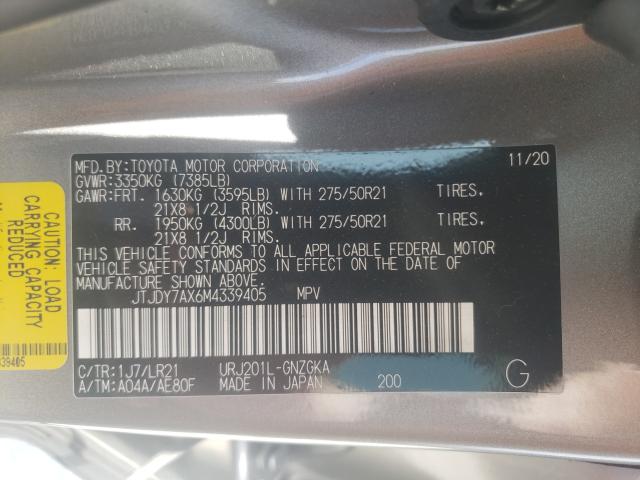 MFD.BY:TOYOTA MOTOR CORPORATION 11/20
GVWR:3350KG (7385LB)
GAWR:FRT. 1630KG (3595LB) WITH 275/50R21 TIRES.
21X8 1/2J RIMS.
RR. 1950KG (4300LB) WITH 275/50R21 TIRES.
21X8 1/2J RIMS.
THIS VEHICLE CONFORMS TO ALL APPLICABLE FEDERAL MOTOR
VEHICLE SAFETY STANDARDS IN EFFECT ON THE DATE OF
MANUFACTURE SHOWN ABOVE.
JTJDY7AX6M4339405 MPV
C/TR:1J7/LR21 URJ201L-GNZGKA
A/TM:A04A/AE80F MADE IN JAPAN 200 G
CAUTION: LOAD
CARRYING CAPACITY
REDUCED
39405